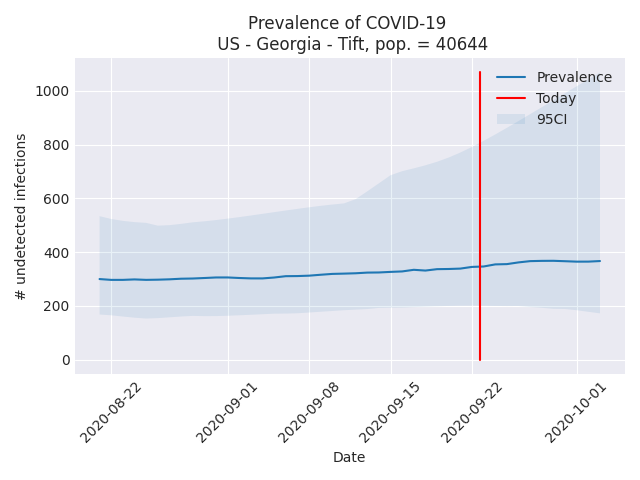 Prevalence of COVID-19
US - Georgia - Tift, pop. = 40644
Prevalence
Today
95CI
# undetected infections
1000
800
600
400
200
0
2020-08-22
2020-09-01
2020-09-08
2020-09-15
2020-09-22
2020-10-01
Date